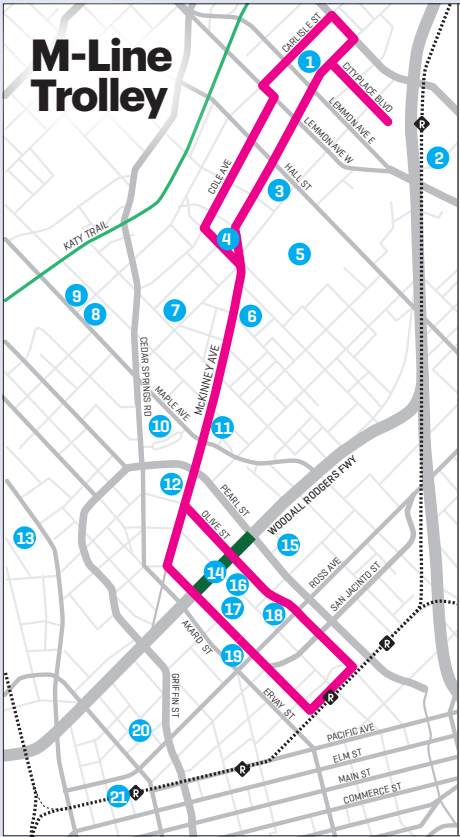 M-Line
Trolley
CARLISLE ST
1
CITYPLACE BLVD
LEMMON AVE E
LEMMON AVE W
R
2
COLE AVE
HALL ST
3
4
5
KATY TRAIL
9
8
7
6
CEDAR SPRINGS RD
MAPLE AVE
McKINNEY AVE
10
11
12
PEARL ST
WOODALL RODGERS FWY
OLIVE ST
13
14
15
16
17
18
ROSS AVE
SAN JACINTO ST
AKARD ST
19
R
GRIFFIN ST
ERVAY ST
R
20
PACIFIC AVE
ELM ST
MAIN ST
COMMERCE ST
R
21
R